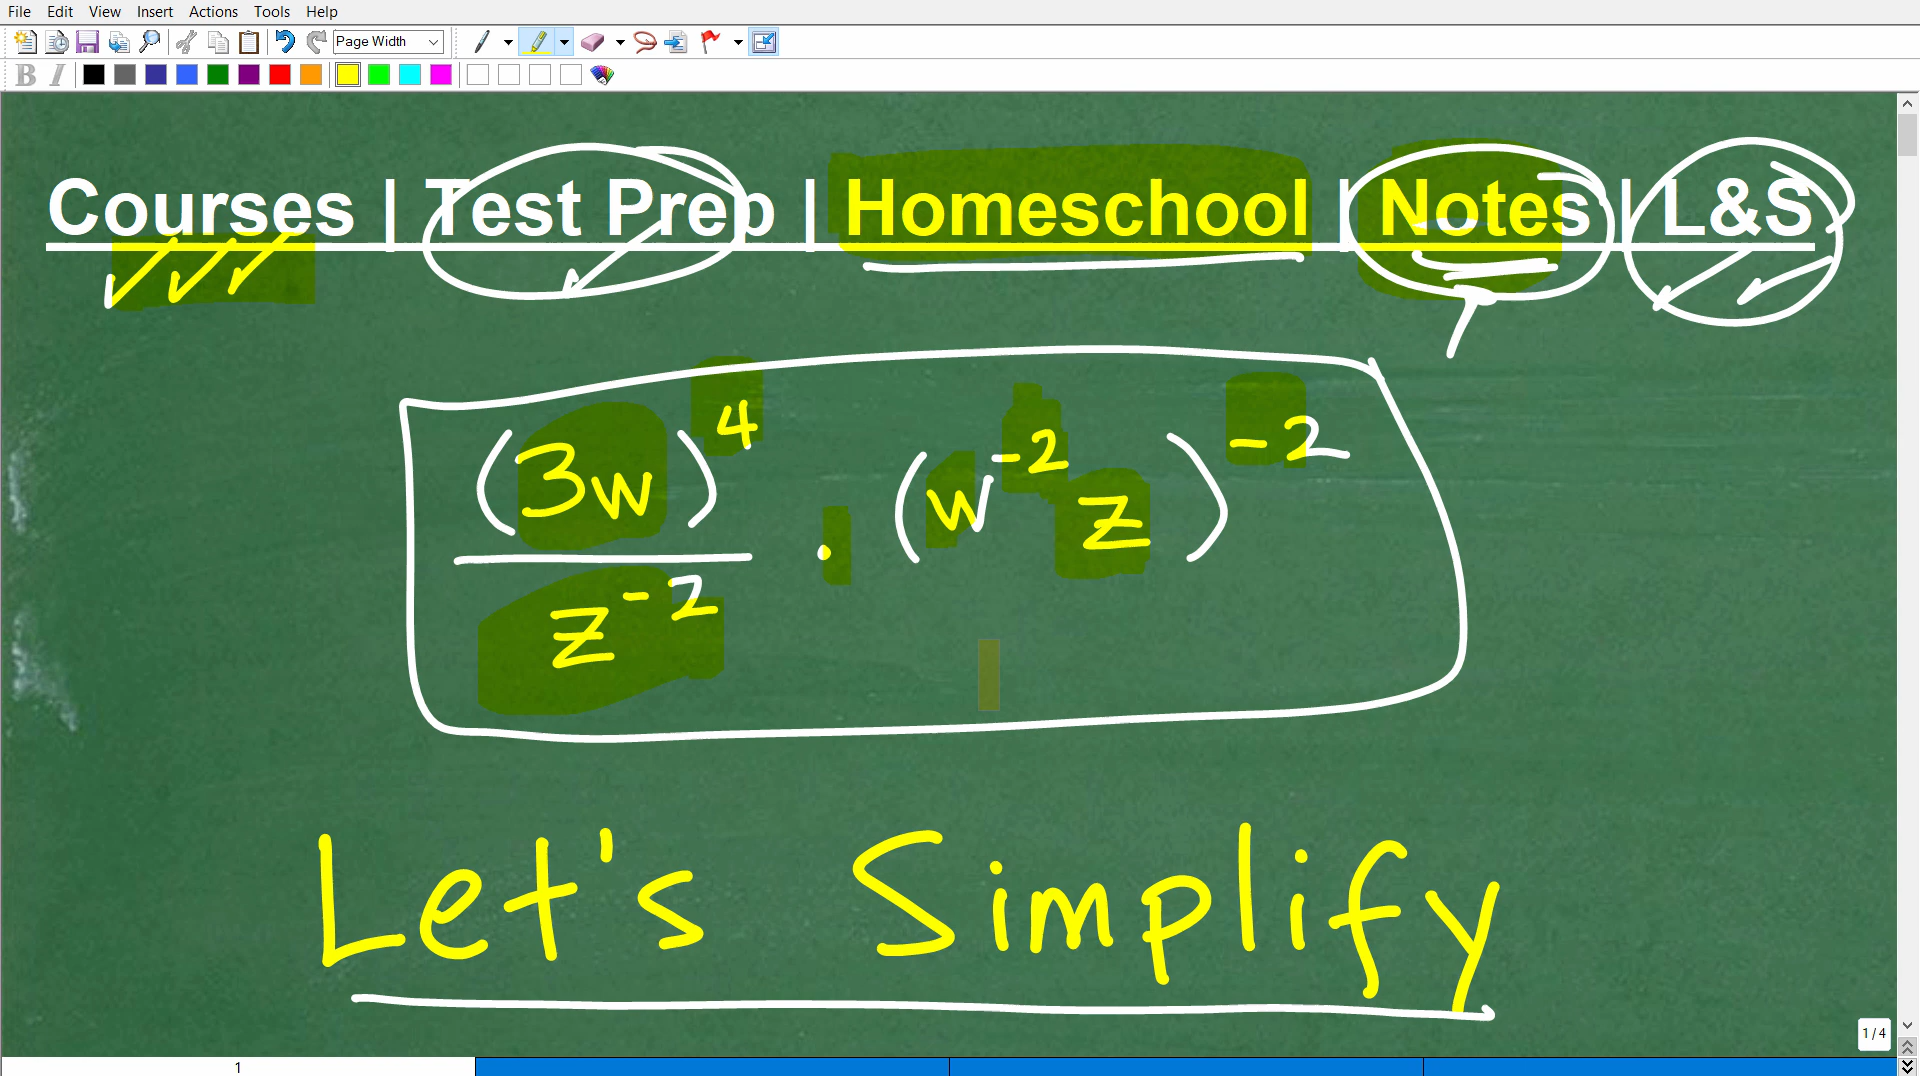 File Edit View Insert Actions Tools Help
Page Width
B I
Courses | Test Prep | Homeschool | Notes | L&S
(3w)⁴ / z⁻² · (w⁻²z)⁻²
Let's Simplify
1 / 4
1